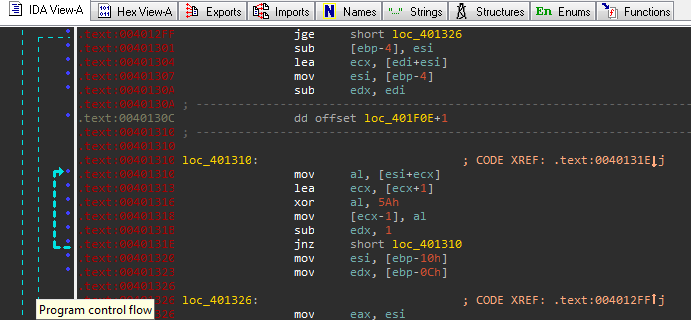 IDA View-A Hex View-A Exports Imports N Names "..." Strings Structures En Enums Functions
.text:004012FF jge short loc_401326
.text:00401301 sub [ebp-4], esi
.text:00401304 lea ecx, [edi+esi]
.text:00401307 mov esi, [ebp-4]
.text:0040130A sub edx, edi
.text:0040130A ; ---------------------------------------------------------------------------
.text:0040130C dd offset loc_401F0E+1
.text:0040130C ; ---------------------------------------------------------------------------
.text:00401310
.text:00401310 loc_401310: ; CODE XREF: .text:0040131E↓j
.text:00401310 mov al, [esi+ecx]
.text:00401313 lea ecx, [ecx+1]
.text:00401316 xor al, 5Ah
.text:00401318 mov [ecx-1], al
.text:0040131B sub edx, 1
.text:0040131E jnz short loc_401310
.text:00401320 mov esi, [ebp-10h]
.text:00401323 mov edx, [ebp-0Ch]
.text:00401326
loc_401326: ; CODE XREF: .text:004012FF↑j
mov eax, esi
Program control flow